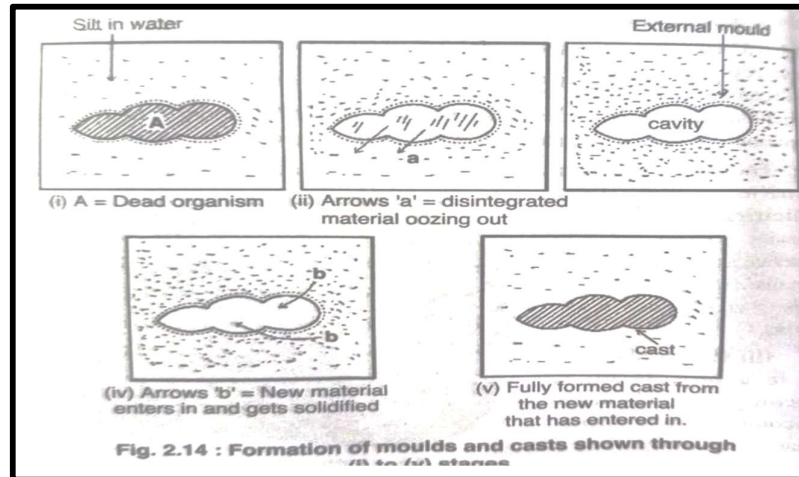 Silt in water
External mould
A
cavity
a
(i) A = Dead organism
(ii) Arrows 'a' = disintegrated
material oozing out
b
b
cast
(iv) Arrows 'b' = New material
enters in and gets solidified
(v) Fully formed cast from
the new material
that has entered in.
Fig. 2.14 : Formation of moulds and casts shown through
(i) to (v) stages